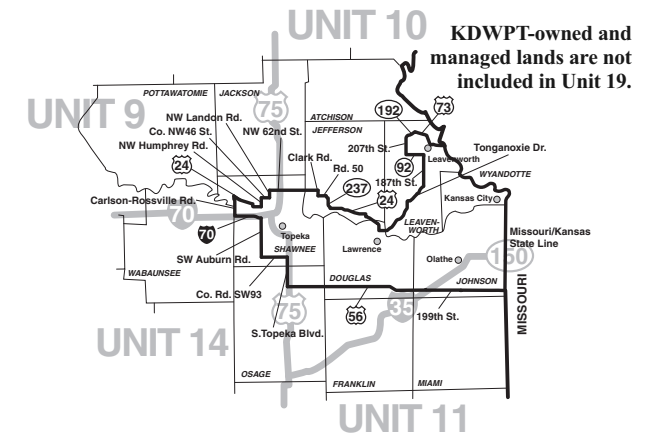 UNIT 10
KDWPT-owned and
managed lands are not
included in Unit 19.
POTTAWATOMIE
JACKSON
UNIT 9
75
192
73
NW Landon Rd.
ATCHISON
Co. NW46 St.
NW 62nd St.
JEFFERSON
NW Humphrey Rd.
207th St.
Tonganoxie Dr.
24
Clark Rd.
Leavenworth
Rd. 50
92
WYANDOTTE
187th St.
237
Carlson-Rossville Rd.
24
Kansas City
70
70
LEAVEN-
WORTH
Topeka
Missouri/Kansas
State Line
SHAWNEE
Lawrence
SW Auburn Rd.
Olathe
150
WABAUNSEE
DOUGLAS
JOHNSON
Co. Rd. SW93
MISSOURI
75
56
35
199th St.
S.Topeka Blvd.
UNIT 14
OSAGE
FRANKLIN
MIAMI
UNIT 11